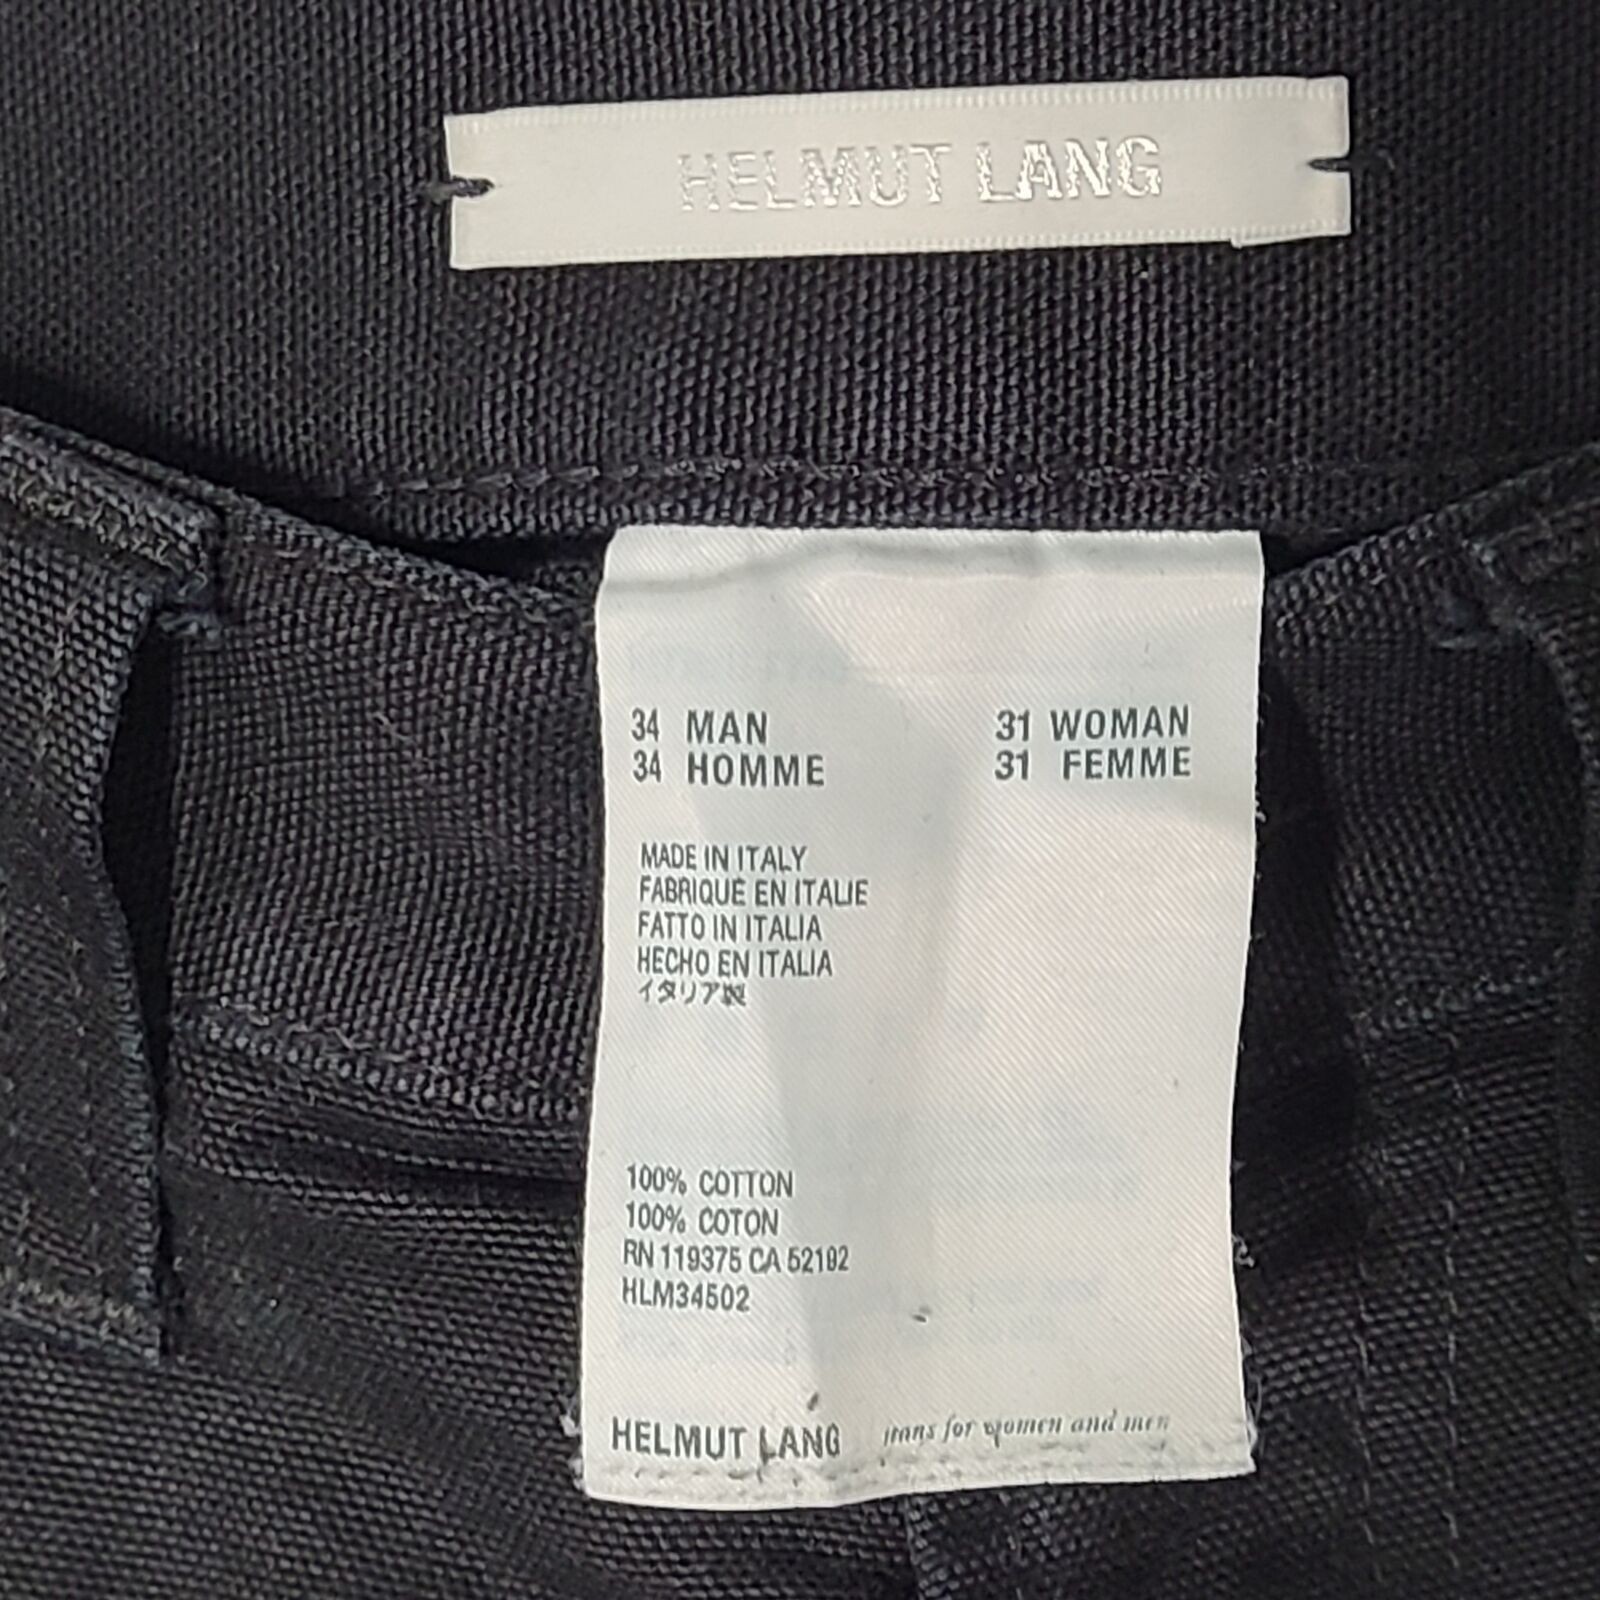 HELMUT LANG
34 MAN 31 WOMAN
34 HOMME 31 FEMME
MADE IN ITALY
FABRIQUE EN ITALIE
FATTO IN ITALIA
HECHO EN ITALIA
イタリア製
100% COTTON
100% COTON
RN 119375 CA 52192
HLM34502
HELMUT LANG jeans for women and men